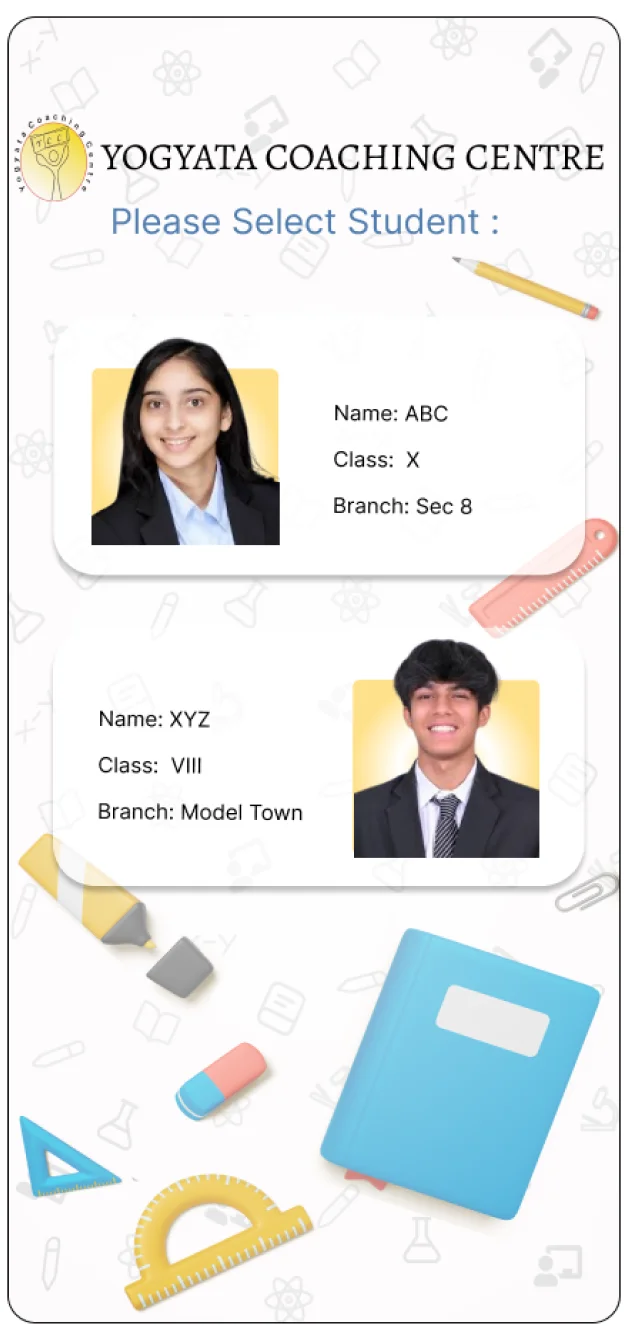 Yogyata Coaching Centre
YCC
YOGYATA COACHING CENTRE
Please Select Student :
Name: ABC
Class: X
Branch: Sec 8
Name: XYZ
Class: VIII
Branch: Model Town
x-y